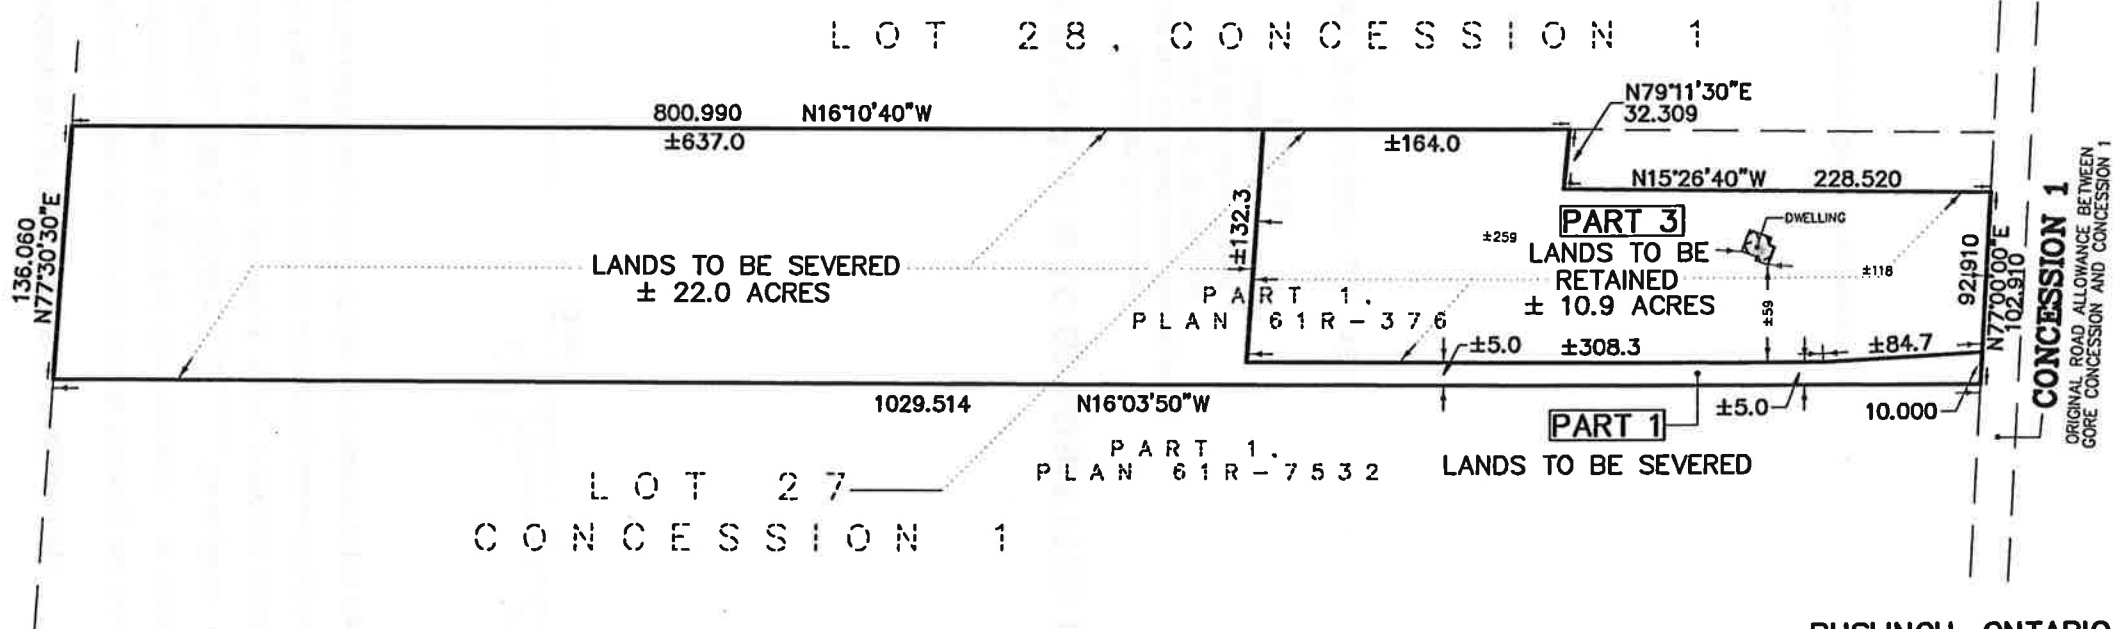 LOT 28, CONCESSION 1
N79°11'30"E
32.309
800.990 N16°10'40"W
±637.0
±164.0
N15°26'40"W 228.520
136.060
N77°30'30"E
±132.3
PART 3
DWELLING
±259
LANDS TO BE
RETAINED
± 10.9 ACRES
±118
±59
LANDS TO BE SEVERED
± 22.0 ACRES
PART 1,
PLAN 61R-376
92.910
N77°00'00"E
102.910
CONCESSION 1
ORIGINAL ROAD ALLOWANCE BETWEEN
GORE CONCESSION AND CONCESSION 1
±5.0
±308.3
±84.7
1029.514 N16°03'50"W
±5.0
10.000
PART 1
LANDS TO BE SEVERED
PART 1,
PLAN 61R-7532
LOT 27
CONCESSION 1
PUSLINCH, ONTARIO